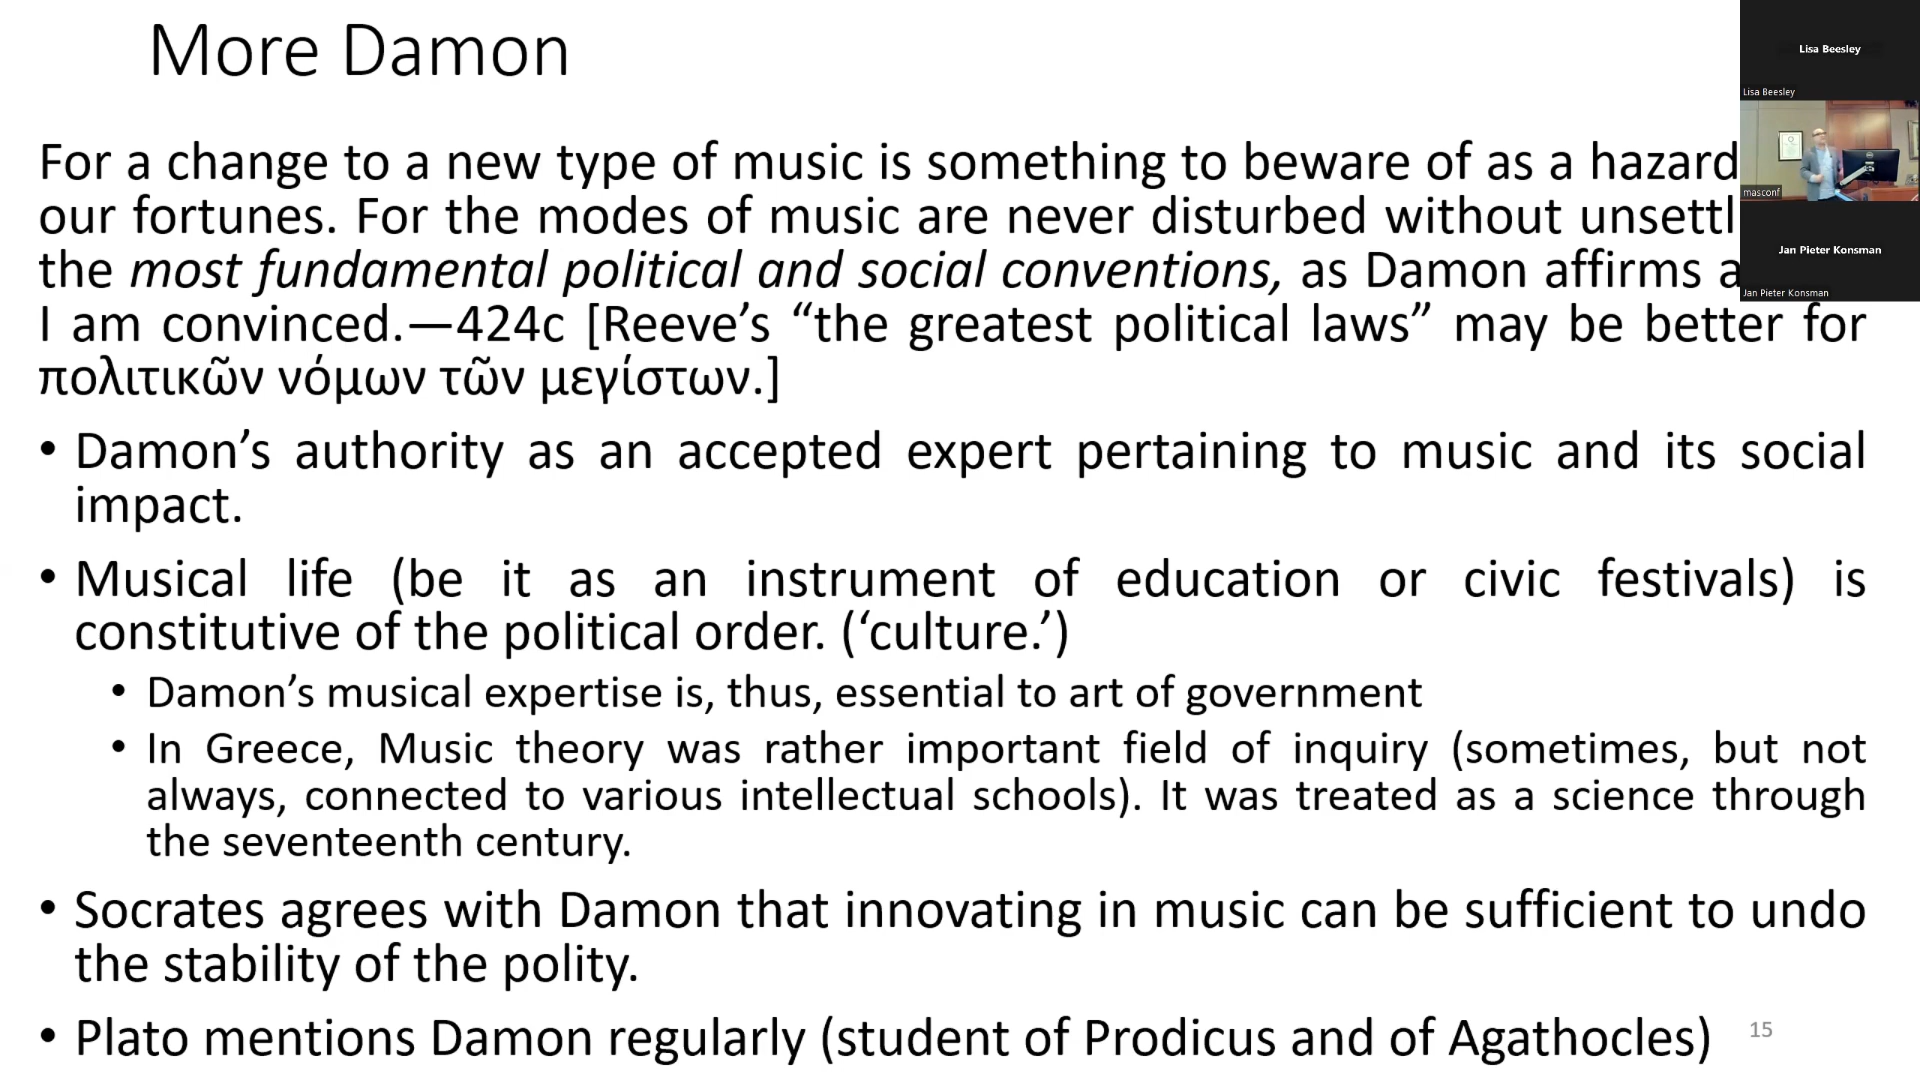 More Damon
For a change to a new type of music is something to beware of as a hazard
our fortunes. For the modes of music are never disturbed without unsettl
the most fundamental political and social conventions, as Damon affirms a
I am convinced.—424c [Reeve’s “the greatest political laws” may be better for
πολιτικῶν νόμων τῶν μεγίστων.]
• Damon’s authority as an accepted expert pertaining to music and its social
impact.
• Musical life (be it as an instrument of education or civic festivals) is
constitutive of the political order. (‘culture.’)
• Damon’s musical expertise is, thus, essential to art of government
• In Greece, Music theory was rather important field of inquiry (sometimes, but not
always, connected to various intellectual schools). It was treated as a science through
the seventeenth century.
• Socrates agrees with Damon that innovating in music can be sufficient to undo
the stability of the polity.
• Plato mentions Damon regularly (student of Prodicus and of Agathocles)
15
Lisa Beesley
Lisa Beesley
masconf
Jan Pieter Konsman
Jan Pieter Konsman